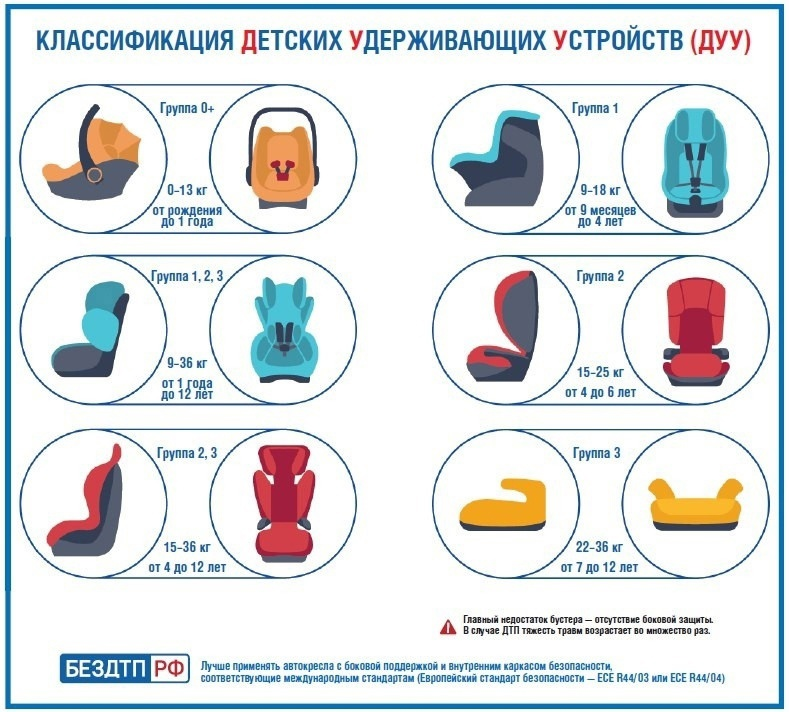 КЛАССИФИКАЦИЯ ДЕТСКИХ УДЕРЖИВАЮЩИХ УСТРОЙСТВ (ДУУ)
Группа 0+
0-13 кг
от рождения
до 1 года
Группа 1
9-18 кг
от 9 месяцев
до 4 лет
Группа 1, 2, 3
9-36 кг
от 1 года
до 12 лет
Группа 2
15-25 кг
от 4 до 6 лет
Группа 2, 3
15-36 кг
от 4 до 12 лет
Группа 3
22-36 кг
от 7 до 12 лет
Главный недостаток бустера — отсутствие боковой защиты.
В случае ДТП тяжесть травм возрастает во множество раз.
БЕЗДТП РФ
Лучше применять автокресла с боковой поддержкой и внутренним каркасом безопасности,
соответствующие международным стандартам (Европейский стандарт безопасности — ECE R44/03 или ECE R44/04)